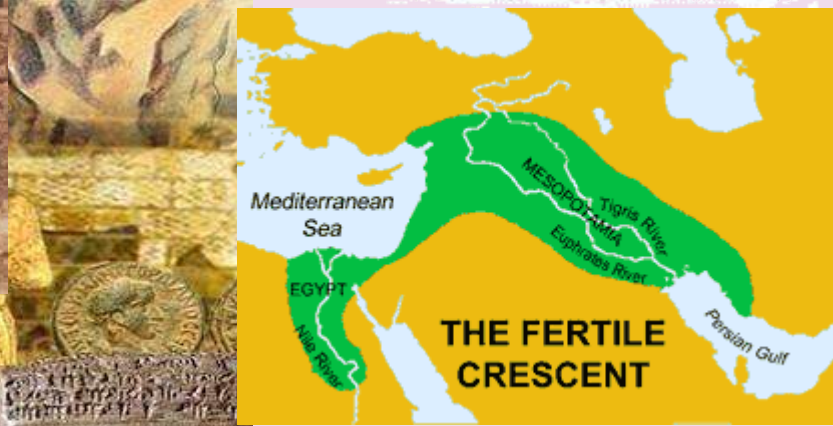 Mediterranean
Sea
MESOPOTAMIA
Tigris River
Euphrates River
EGYPT
Nile River
Persian Gulf
THE FERTILE
CRESCENT